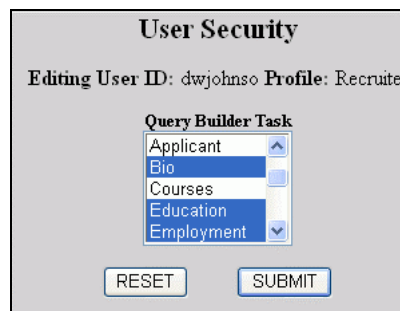 User Security
Editing User ID: dwjohnso Profile: Recruite
Query Builder Task
Applicant
Bio
Courses
Education
Employment
RESET SUBMIT